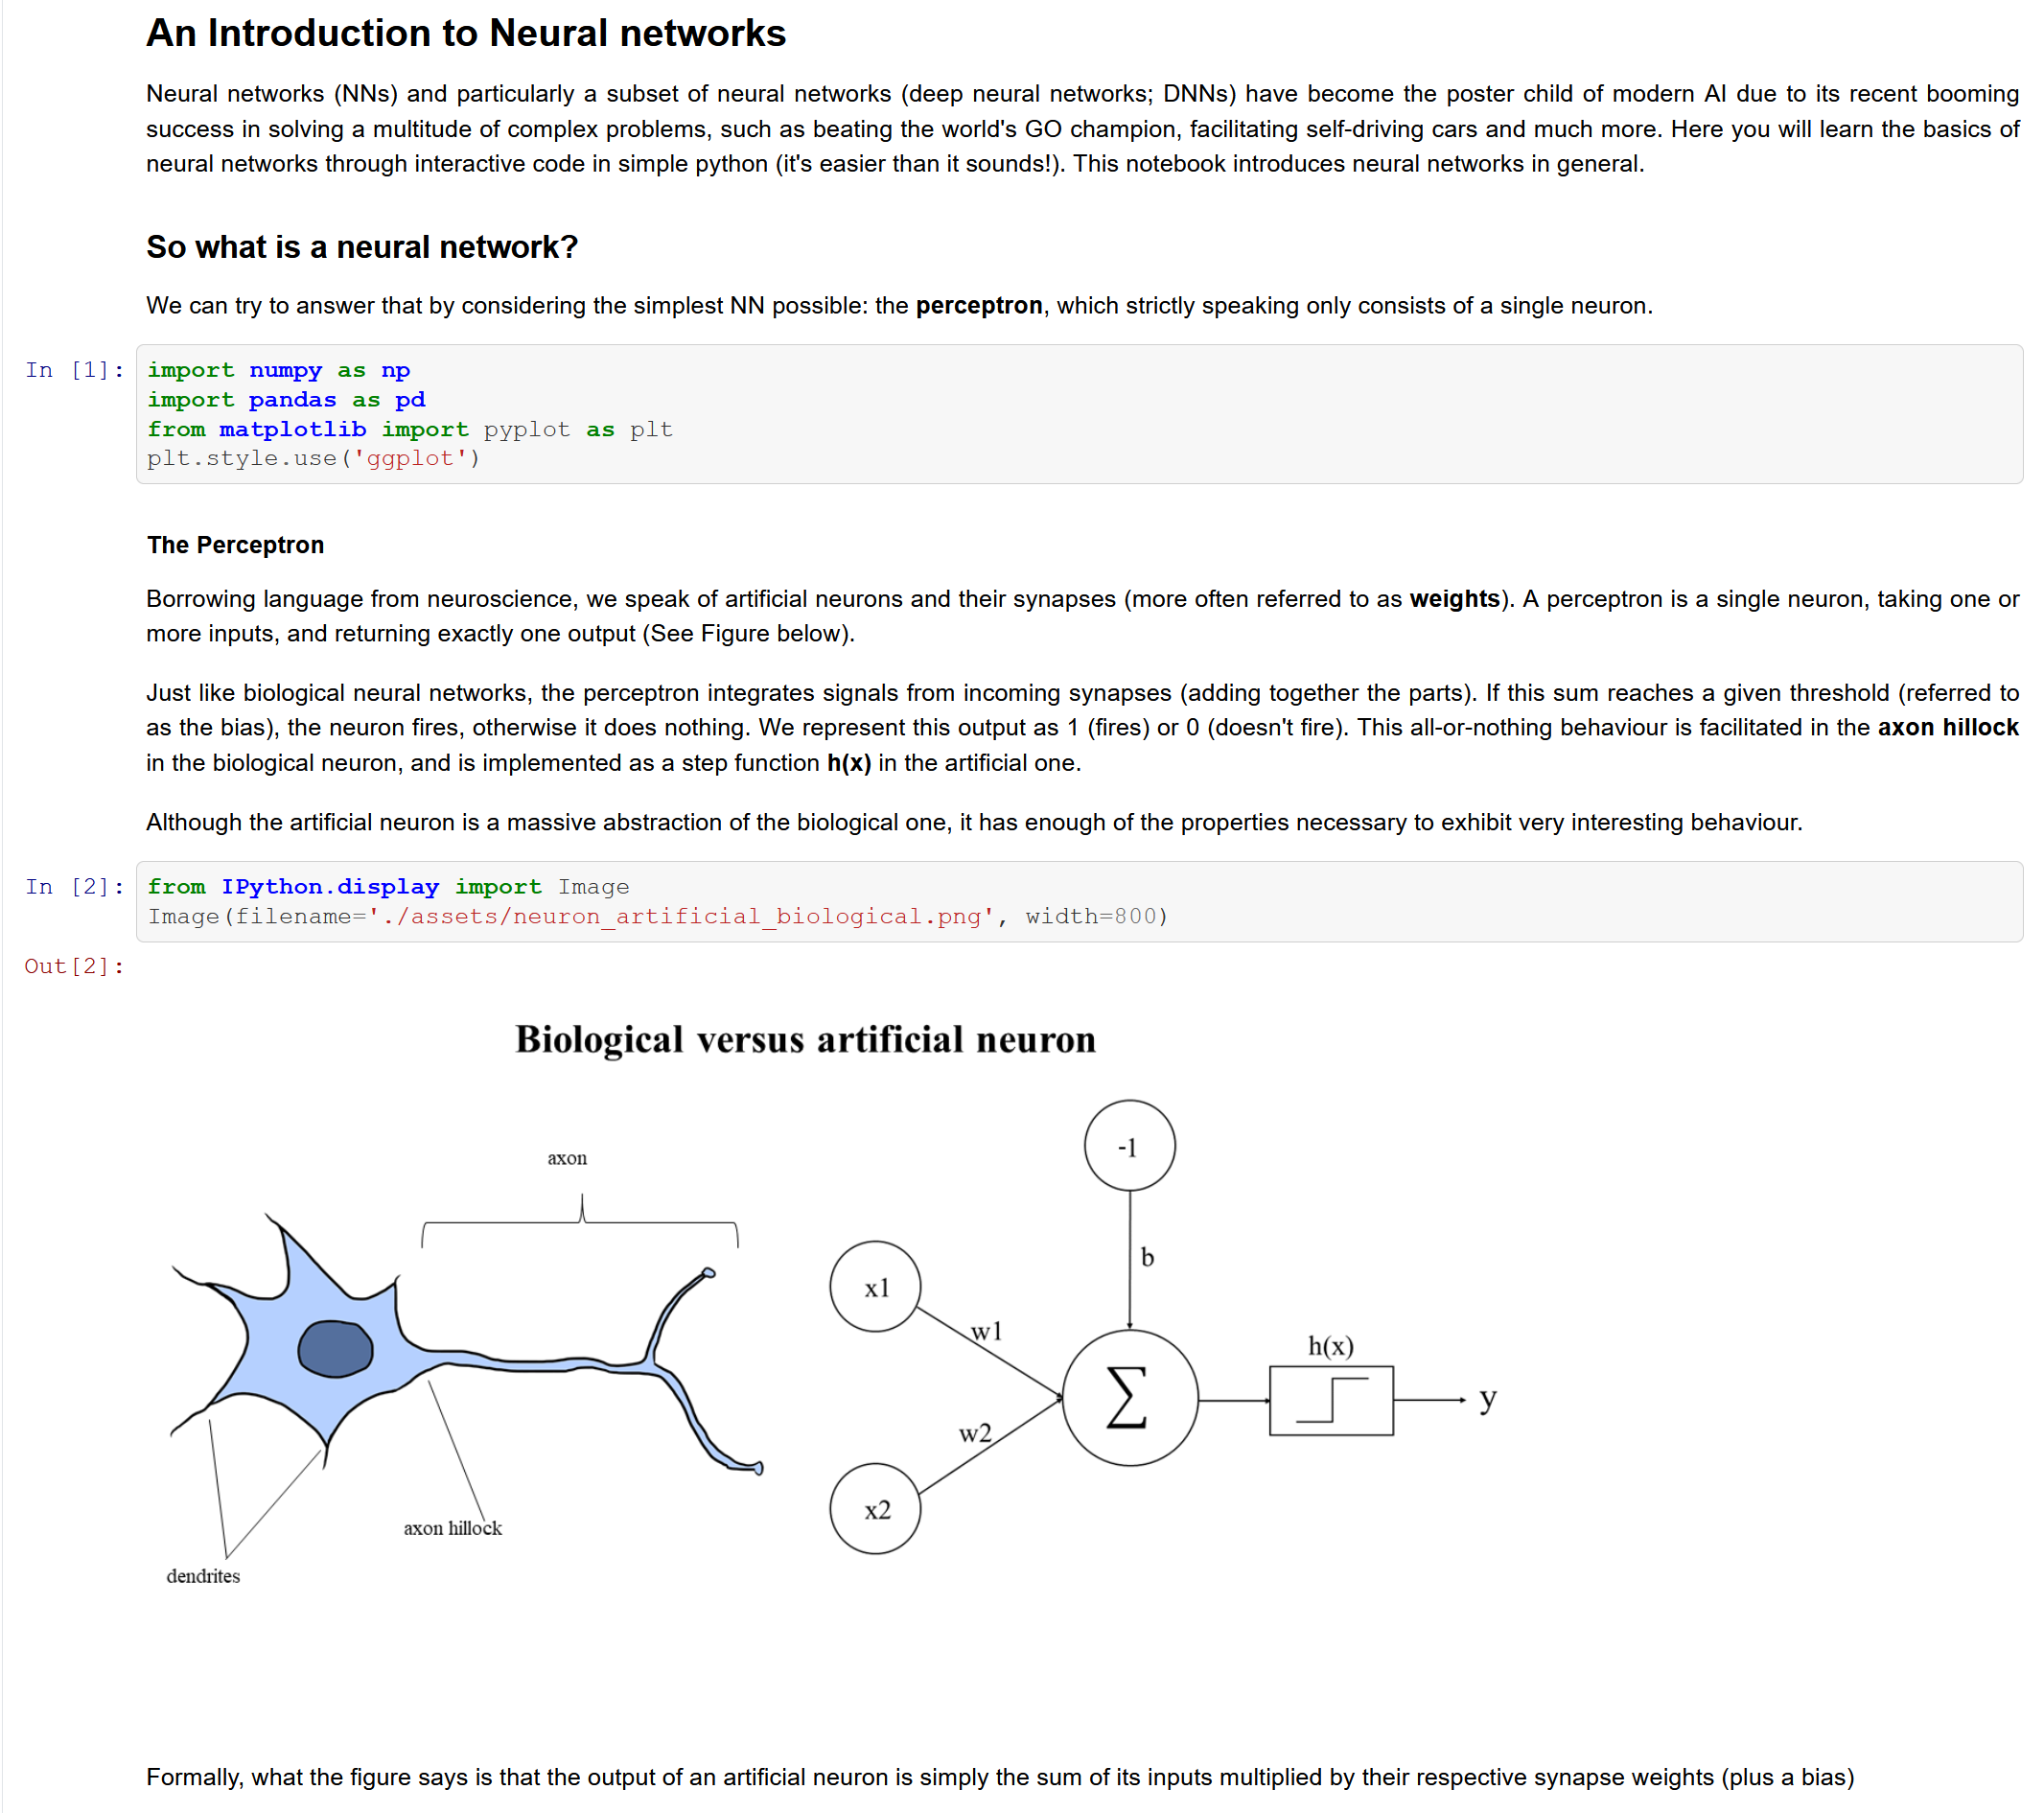 An Introduction to Neural networks
Neural networks (NNs) and particularly a subset of neural networks (deep neural networks; DNNs) have become the poster child of modern AI due to its recent booming
success in solving a multitude of complex problems, such as beating the world's GO champion, facilitating self-driving cars and much more. Here you will learn the basics of
neural networks through interactive code in simple python (it's easier than it sounds!). This notebook introduces neural networks in general.
So what is a neural network?
We can try to answer that by considering the simplest NN possible: the perceptron, which strictly speaking only consists of a single neuron.
In [1]: import numpy as np
import pandas as pd
from matplotlib import pyplot as plt
plt.style.use('ggplot')
The Perceptron
Borrowing language from neuroscience, we speak of artificial neurons and their synapses (more often referred to as weights). A perceptron is a single neuron, taking one or
more inputs, and returning exactly one output (See Figure below).
Just like biological neural networks, the perceptron integrates signals from incoming synapses (adding together the parts). If this sum reaches a given threshold (referred to
as the bias), the neuron fires, otherwise it does nothing. We represent this output as 1 (fires) or 0 (doesn't fire). This all-or-nothing behaviour is facilitated in the axon hillock
in the biological neuron, and is implemented as a step function h(x) in the artificial one.
Although the artificial neuron is a massive abstraction of the biological one, it has enough of the properties necessary to exhibit very interesting behaviour.
In [2]: from IPython.display import Image
Image(filename='./assets/neuron_artificial_biological.png', width=800)
Out[2]:
Biological versus artificial neuron
axon
axon hillock
dendrites
-1
b
x1
w1
w2
x2
Σ
h(x)
y
Formally, what the figure says is that the output of an artificial neuron is simply the sum of its inputs multiplied by their respective synapse weights (plus a bias)